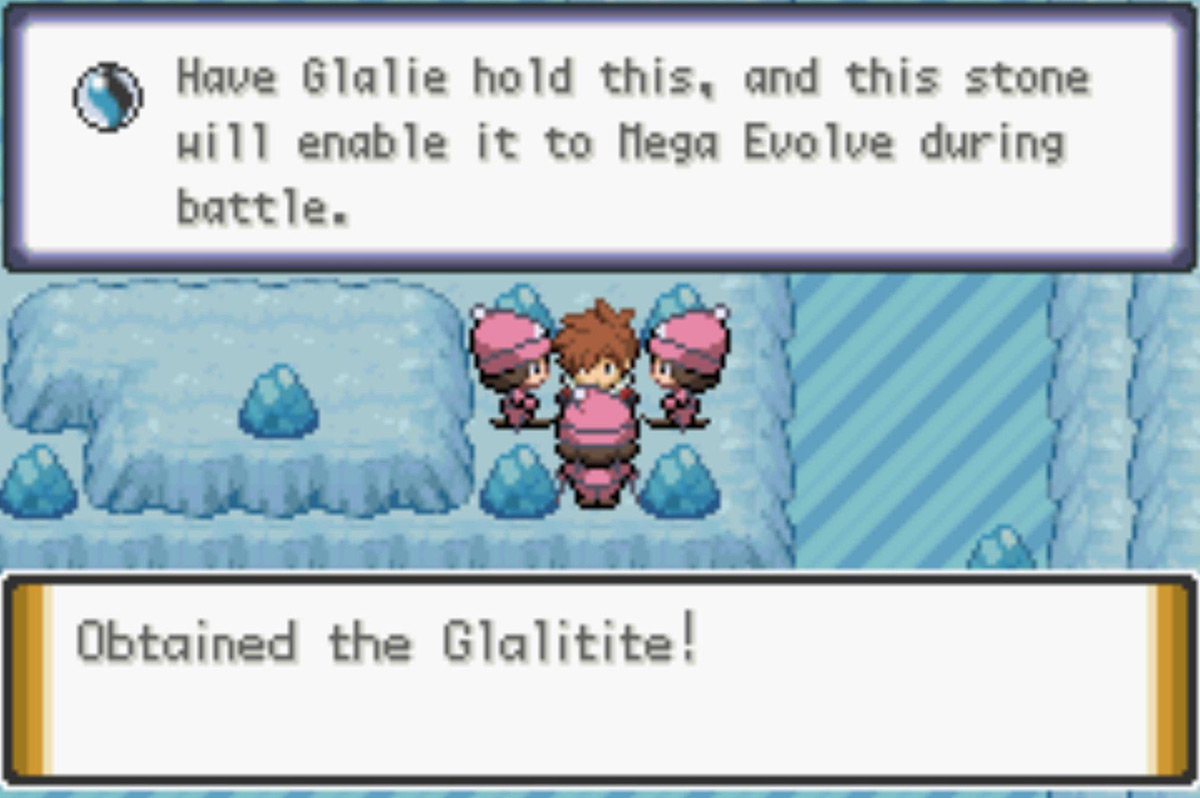 Have Glalie hold this, and this stone
will enable it to Mega Evolve during
battle.
Obtained the Glalitite!